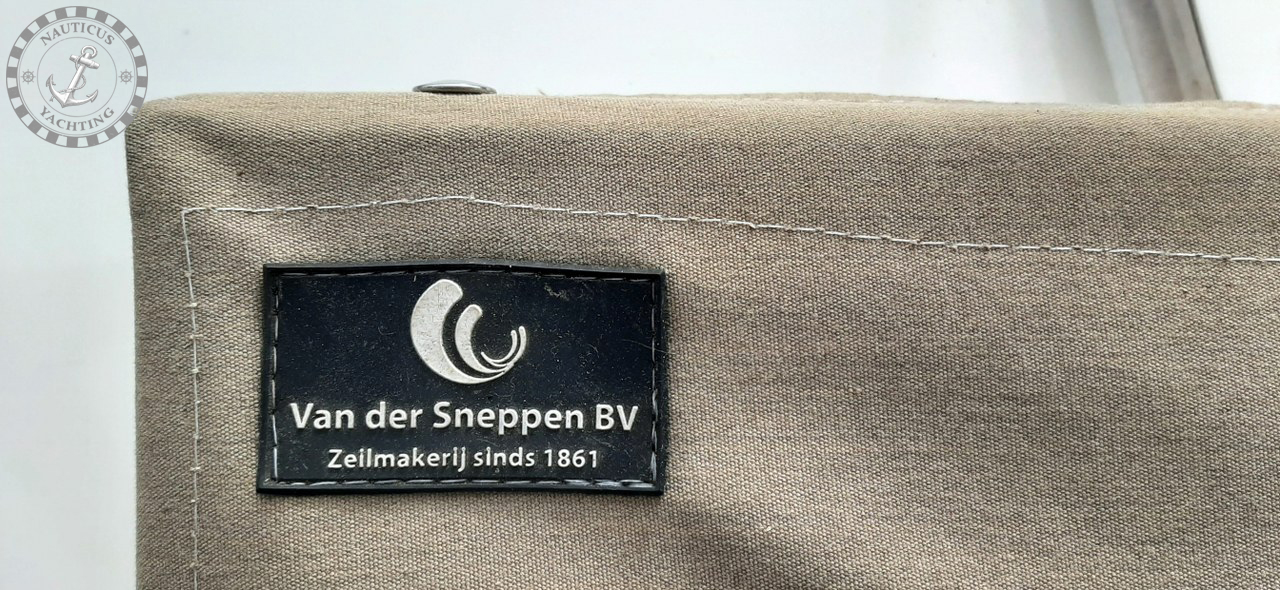 NAUTICUS
YACHTING
Van der Sneppen BV
Zeilmakerij sinds 1861